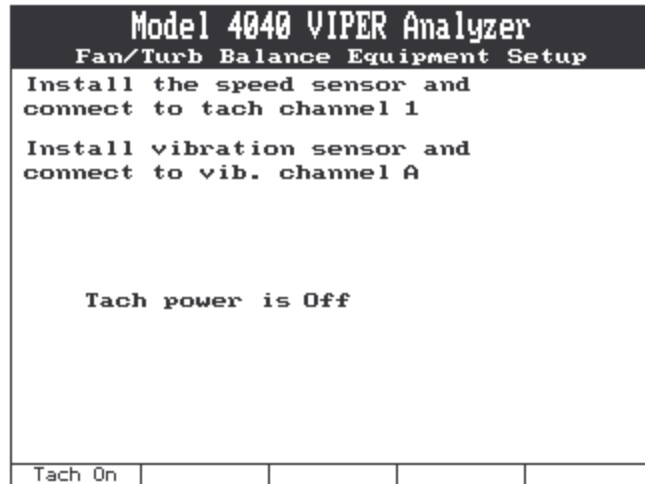 Model 4040 VIPER Analyzer
Fan/Turb Balance Equipment Setup
Install the speed sensor and
connect to tach channel 1
Install vibration sensor and
connect to vib. channel A
Tach power is Off
Tach On